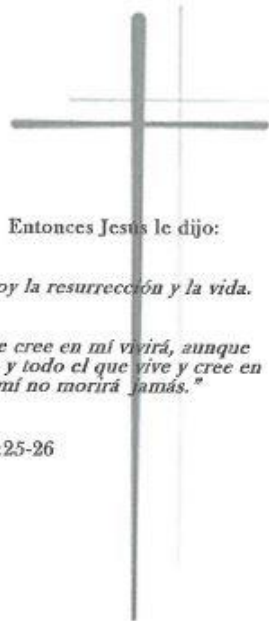 Entonces Jesús le dijo:
oy la resurrección y la vida.
e cree en mí vivirá, aunque
y todo el que vive y cree en
mí no morirá jamás."
:25-26